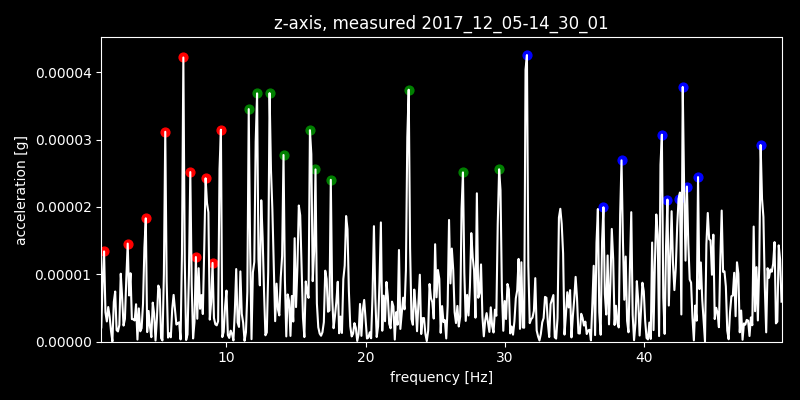 z-axis, measured 2017_12_05-14_30_01
acceleration [g]
0.00004
0.00003
0.00002
0.00001
0.00000
10 20 30 40
frequency [Hz]